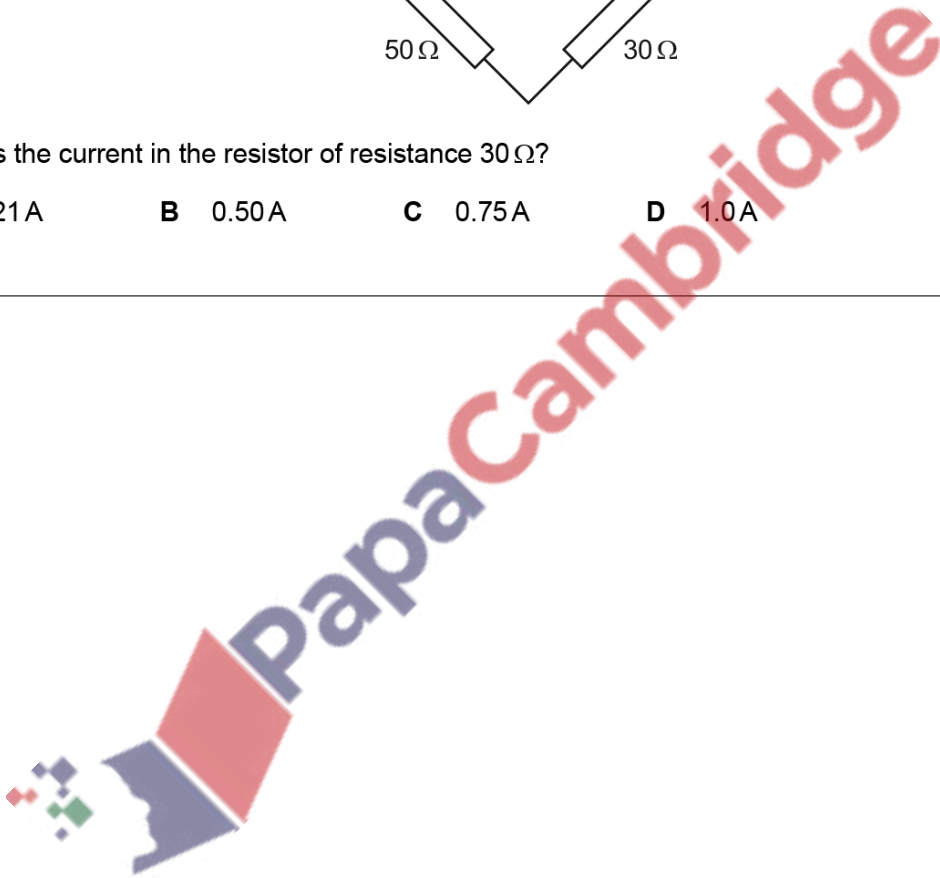 50 Ω 30 Ω
s the current in the resistor of resistance 30 Ω?
21 A B 0.50 A C 0.75 A D 1.0 A
PapaCambridge